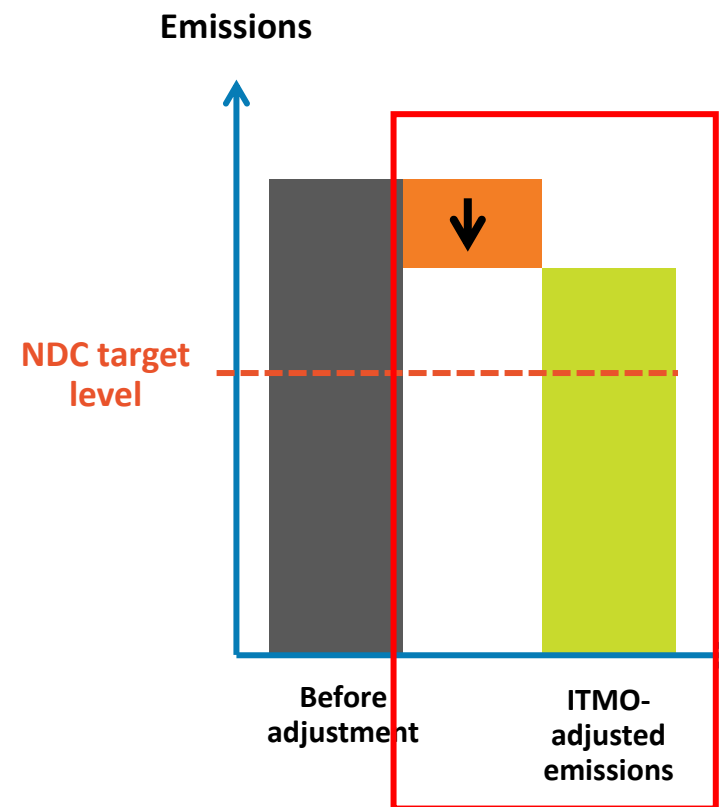 Emissions
NDC target
level
Before
adjustment
ITMO-
adjusted
emissions